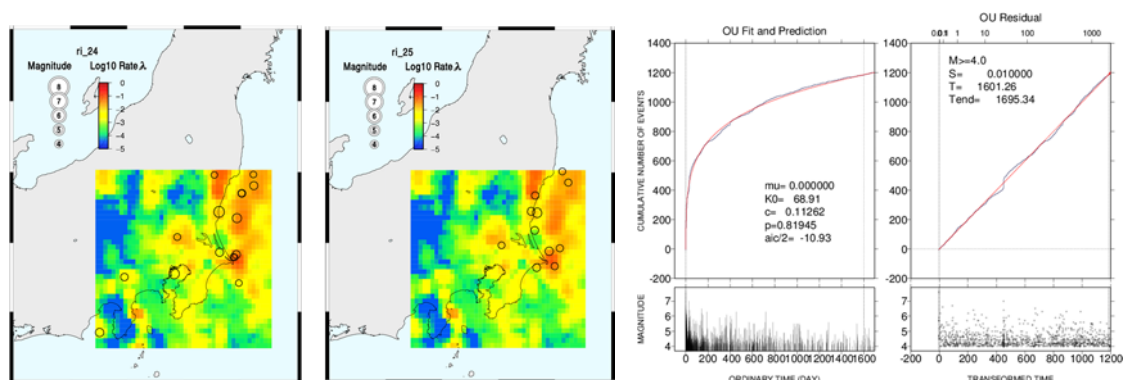 ri_24
Magnitude Log10 Rate λ
8
7
6
5
4
0
−1
−2
−3
−4
−5
ri_25
Magnitude Log10 Rate λ
8
7
6
5
4
0
−1
−2
−3
−4
−5
OU Fit and Prediction
CUMULATIVE NUMBER OF EVENTS
1400
1200
1000
800
600
400
200
0
-200
mu= 0.000000
K0= 68.91
c= 0.11262
p=0.81945
aic/2= -10.93
MAGNITUDE
7
6
5
4
0 200 400 600 800 1000 1200 1400 1600
ORDINARY TIME (DAY)
OU Residual
1 10 100 1000
1400
1200
1000
800
600
400
200
0
-200
M>=4.0
S= 0.010000
T= 1601.26
Tend= 1695.34
7
6
5
4
-200 0 200 400 600 800 1000 1200
TRANSFORMED TIME